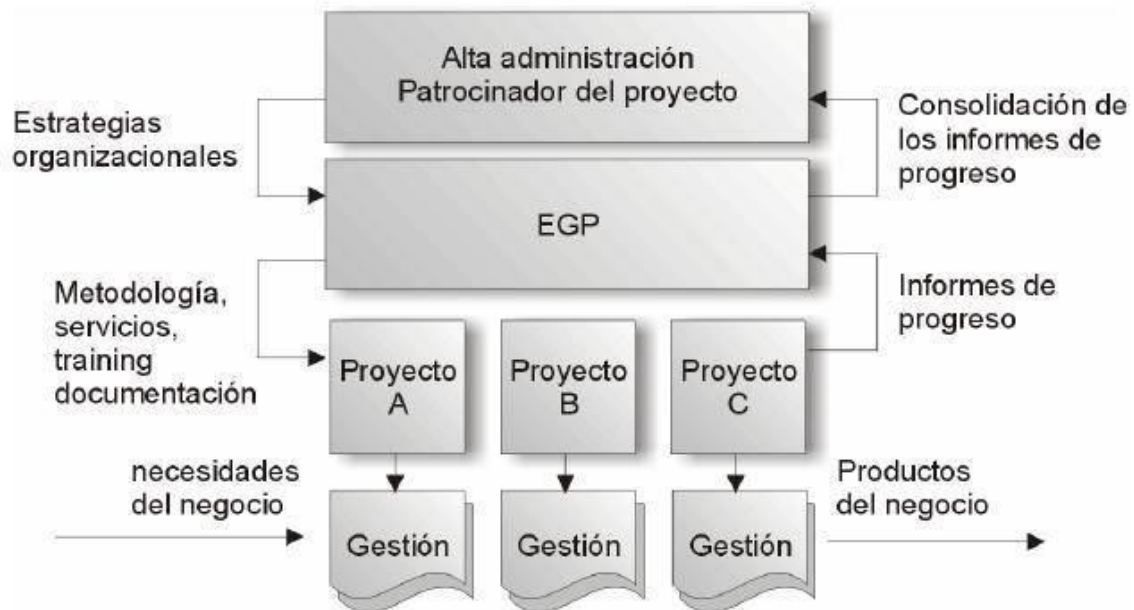 Alta administración
Patrocinador del proyecto
Estrategias
organizacionales
Consolidación de
los informes de
progreso
EGP
Metodología,
servicios,
training
documentación
Informes de
progreso
Proyecto
A
Proyecto
B
Proyecto
C
necesidades
del negocio
Productos
del negocio
Gestión
Gestión
Gestión